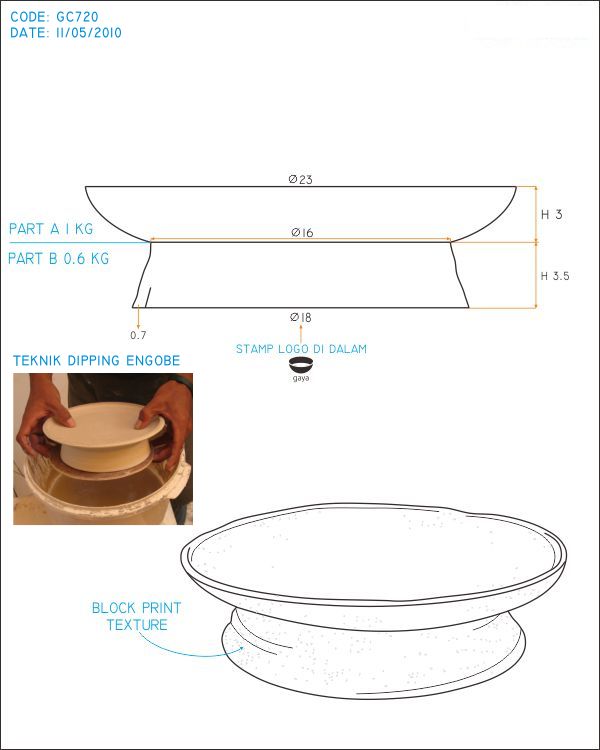 CODE: GC720
DATE: 11/05/2010
Ø23
H 3
PART A 1 KG
Ø16
PART B 0.6 KG
H 3.5
Ø18
0.7
STAMP LOGO DI DALAM
gaya
TEKNIK DIPPING ENGOBE
BLOCK PRINT
TEXTURE